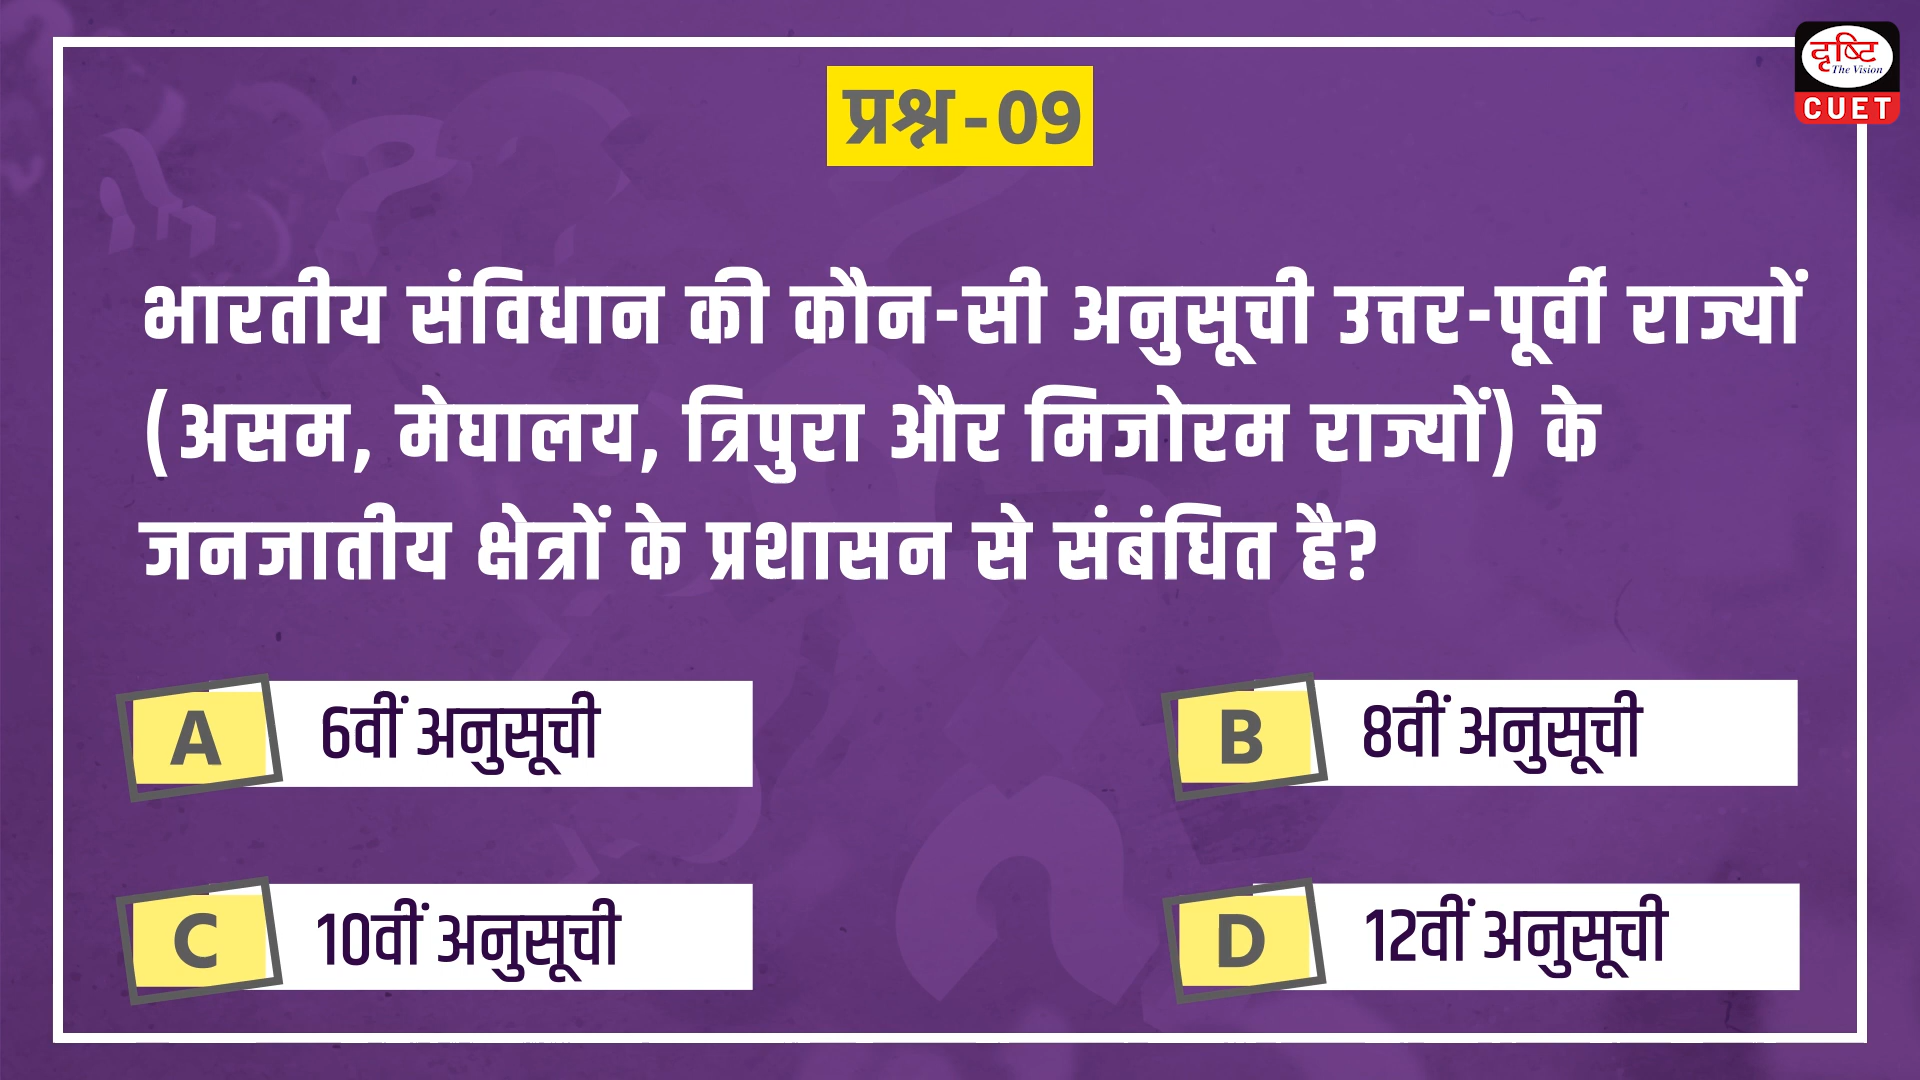 दृष्टि
The Vision
CUET
प्रश्न-09
भारतीय संविधान की कौन-सी अनुसूची उत्तर-पूर्वी राज्यों
(असम, मेघालय, त्रिपुरा और मिजोरम राज्यों) के
जनजातीय क्षेत्रों के प्रशासन से संबंधित है?
A 6वीं अनुसूची
B 8वीं अनुसूची
C 10वीं अनुसूची
D 12वीं अनुसूची